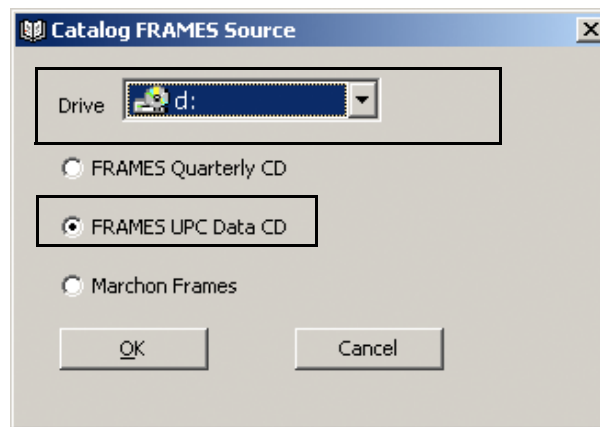 Catalog FRAMES Source
Drive d:
FRAMES Quarterly CD
FRAMES UPC Data CD
Marchon Frames
OK Cancel